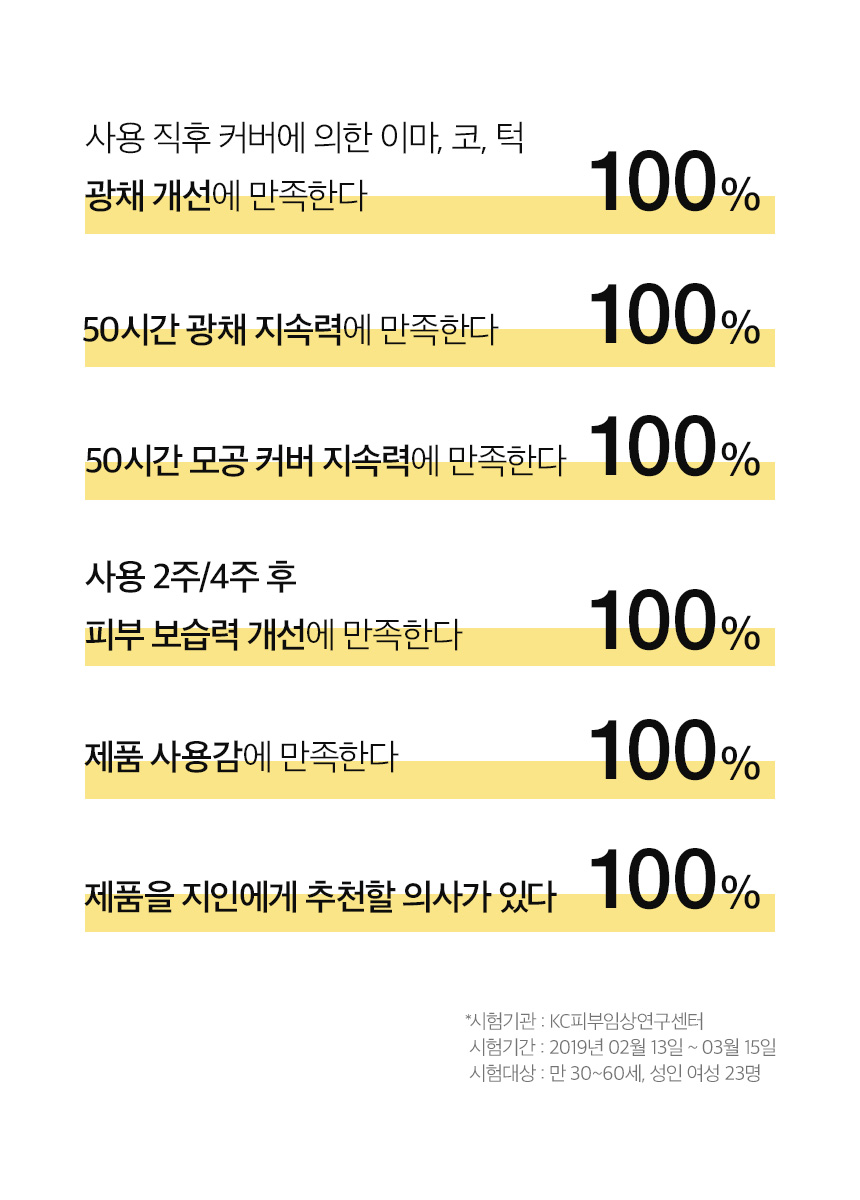 사용 직후 커버에 의한 이마, 코, 턱
광채 개선에 만족한다 100%
50시간 광채 지속력에 만족한다 100%
50시간 모공 커버 지속력에 만족한다 100%
사용 2주/4주 후
피부 보습력 개선에 만족한다 100%
제품 사용감에 만족한다 100%
제품을 지인에게 추천할 의사가 있다 100%
*시험기관 : KC피부임상연구센터
시험기간 : 2019년 02월 13일 ~ 03월 15일
시험대상 : 만 30~60세, 성인 여성 23명